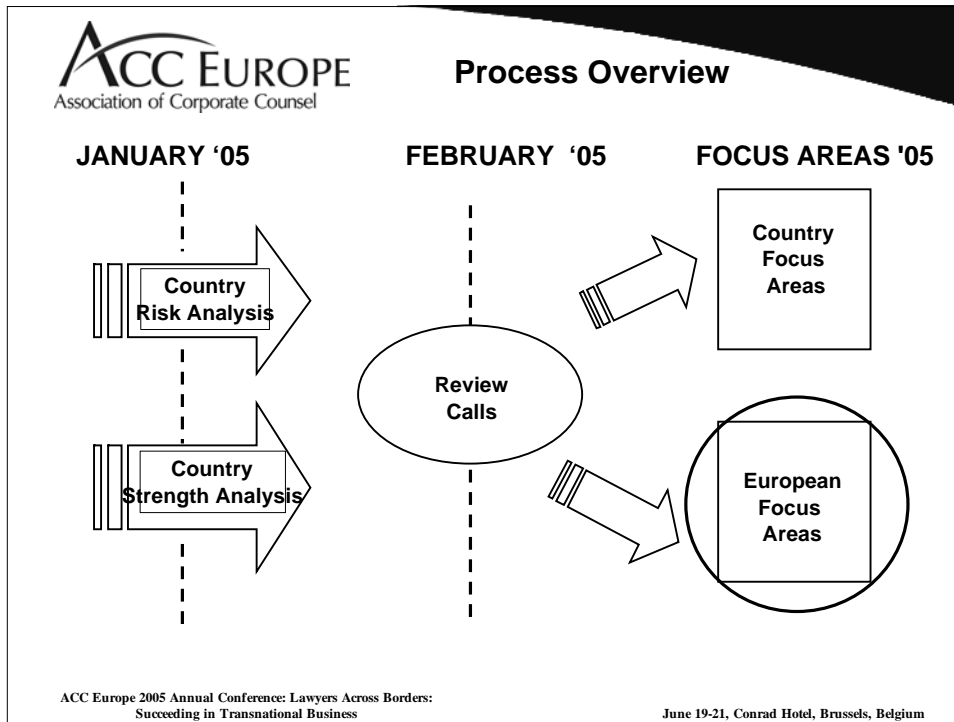 ACC EUROPE
Association of Corporate Counsel
Process Overview
JANUARY ‘05
FEBRUARY ‘05
FOCUS AREAS '05
Country
Risk Analysis
Country
Strength Analysis
Review
Calls
Country
Focus
Areas
European
Focus
Areas
ACC Europe 2005 Annual Conference: Lawyers Across Borders:
Succeeding in Transnational Business
June 19-21, Conrad Hotel, Brussels, Belgium